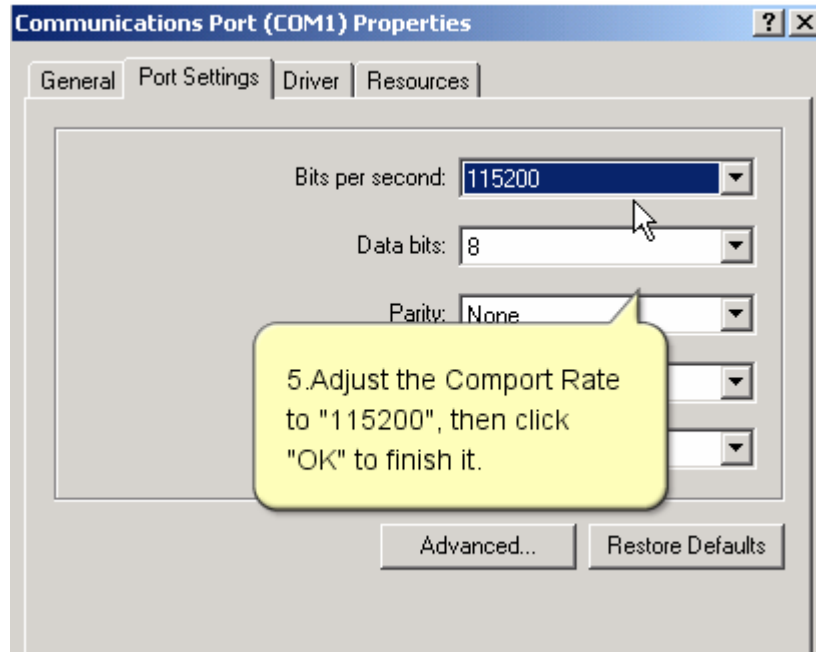 Communications Port (COM1) Properties
General Port Settings Driver Resources
Bits per second: 115200
Data bits: 8
Parity: None
5.Adjust the Comport Rate
to "115200", then click
"OK" to finish it.
Advanced... Restore Defaults